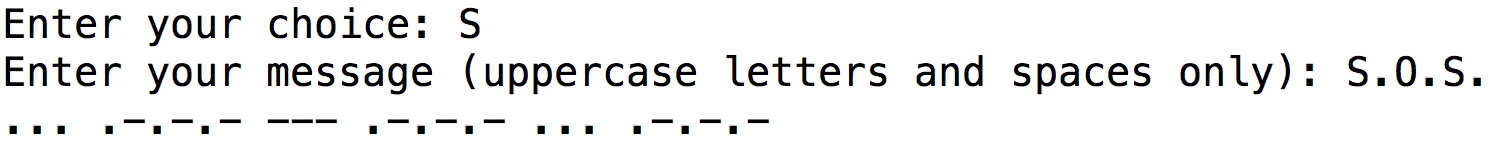 Enter your choice: S
Enter your message (uppercase letters and spaces only): S.O.S.
... .-.-.- --- .-.-.- ... .-.-.-